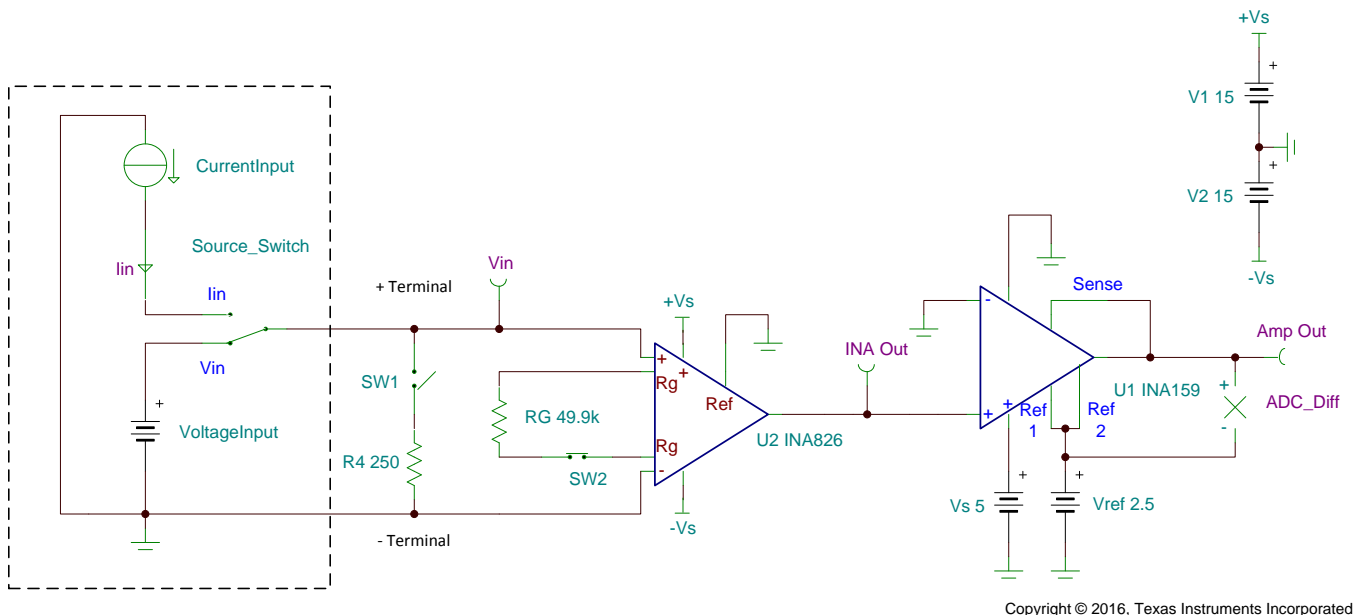 +Vs
+
V1 15
+
V2 15
-Vs
CurrentInput
Source_Switch
Iin
Iin
Vin
+
VoltageInput
+ Terminal
Vin
SW1
R4 250
- Terminal
RG 49.9k
SW2
+Vs
+
Rg
+
Ref
Rg
-
-Vs
U2 INA826
INA Out
-
Sense
+
+
Ref
1
Ref
2
U1 INA159
Amp Out
+
ADC_Diff
-
+
Vs 5
+
Vref 2.5
Copyright © 2016, Texas Instruments Incorporated